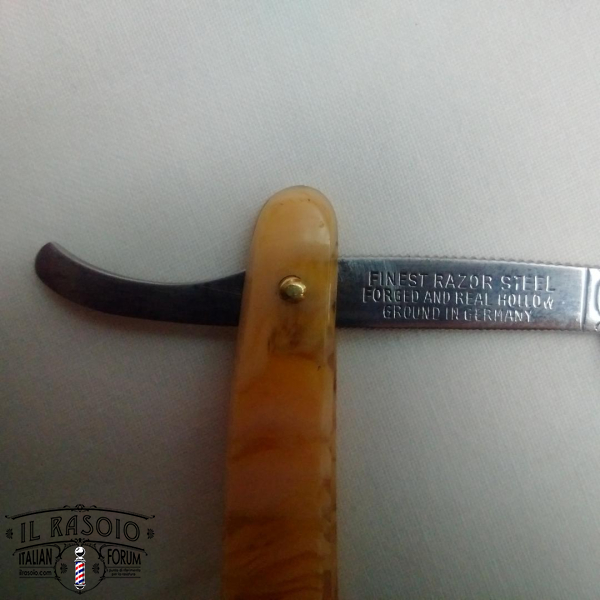 FINEST RAZOR STEEL
FORGED AND REAL HOLLOW
GROUND IN GERMANY
IL RASOIO
ITALIAN FORUM
ilrasoio.com